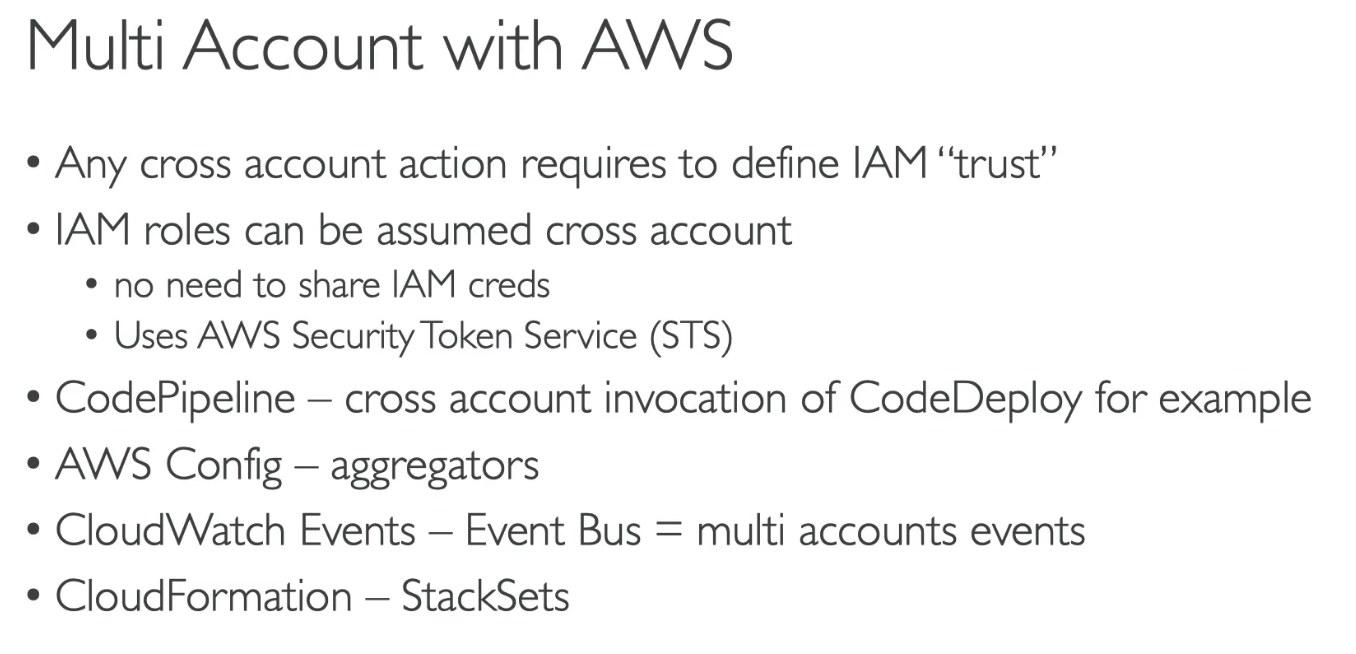 Multi Account with AWS
• Any cross account action requires to define IAM “trust”
• IAM roles can be assumed cross account
• no need to share IAM creds
• Uses AWS Security Token Service (STS)
• CodePipeline – cross account invocation of CodeDeploy for example
• AWS Config – aggregators
• CloudWatch Events – Event Bus = multi accounts events
• CloudFormation – StackSets